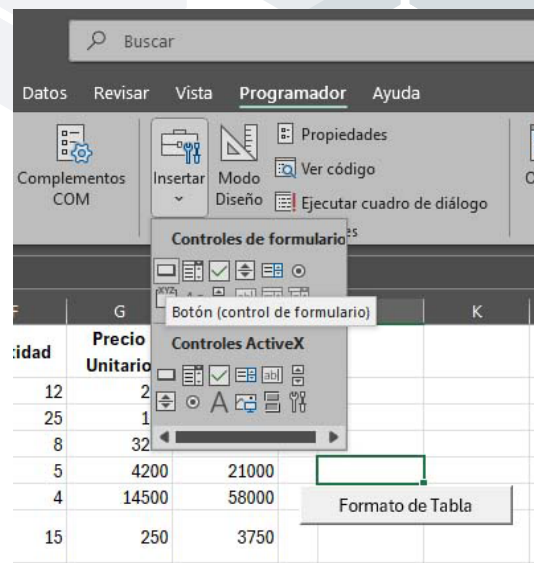 Buscar
Datos Revisar Vista Programador Ayuda
Complementos COM
Insertar
Modo Diseño
Propiedades
Ver código
Ejecutar cuadro de diálogo
Controles de formulario
Botón (control de formulario)
Controles ActiveX
G K
Precio Unitario
12
25
8 32
5 4200 21000
4 14500 58000
Formato de Tabla
15 250 3750